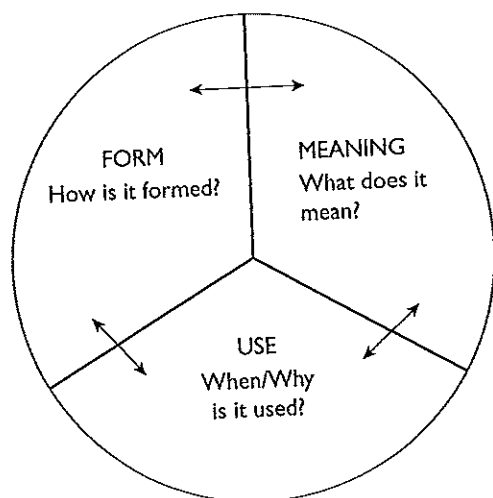 FORM
How is it formed?
MEANING
What does it
mean?
USE
When/Why
is it used?